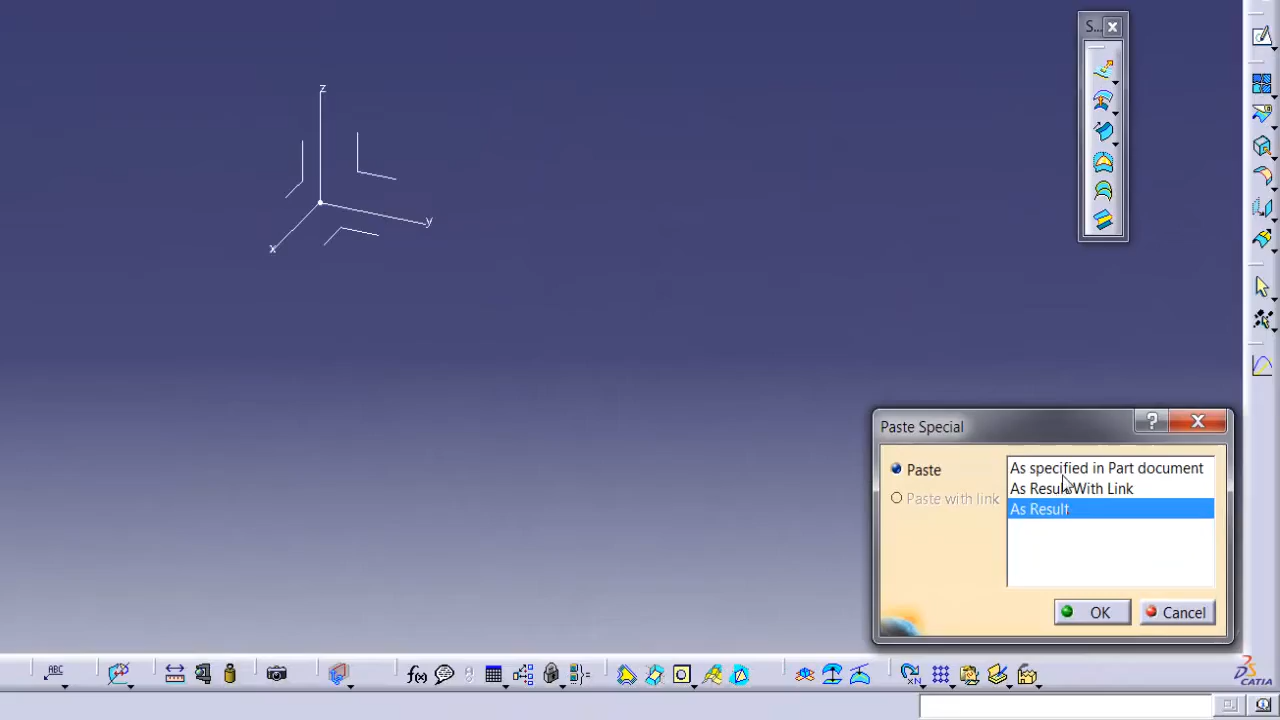 S...
z
y
x
Paste Special
?
Paste
Paste with link
As specified in Part document
As Result With Link
As Result
OK
Cancel
ABC
f(x)
CATIA